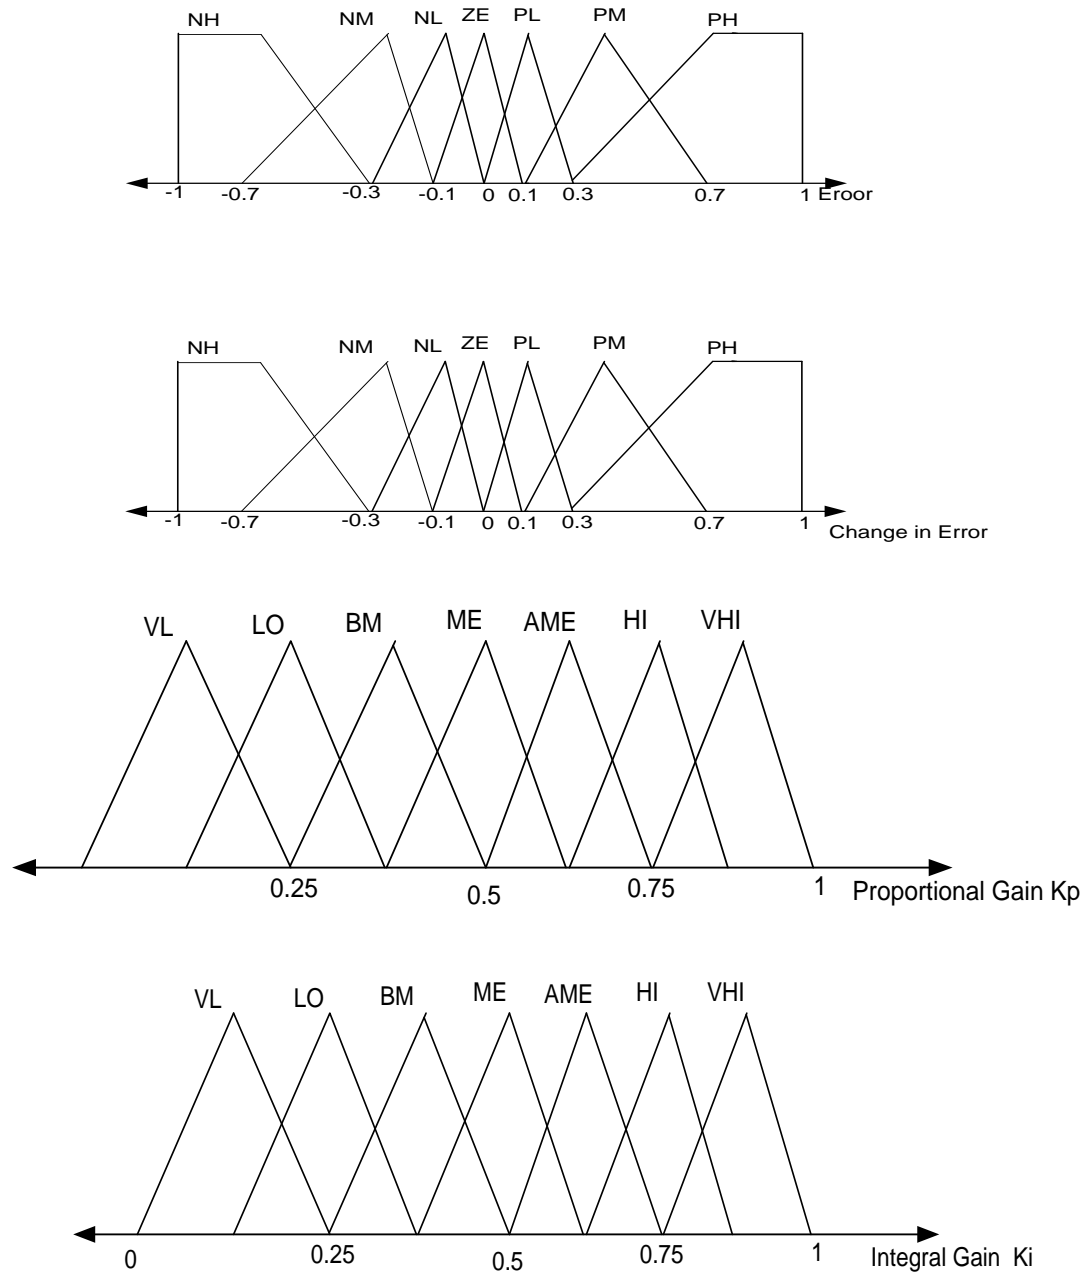 NH NM NL ZE PL PM PH
-1 -0.7 -0.3 -0.1 0 0.1 0.3 0.7 1 Eroor
NH NM NL ZE PL PM PH
-1 -0.7 -0.3 -0.1 0 0.1 0.3 0.7 1
Change in Error
VL LO BM ME AME HI VHI
0.25 0.5 0.75 1 Proportional Gain Kp
VL LO BM ME AME HI VHI
0 0.25 0.5 0.75 1 Integral Gain Ki